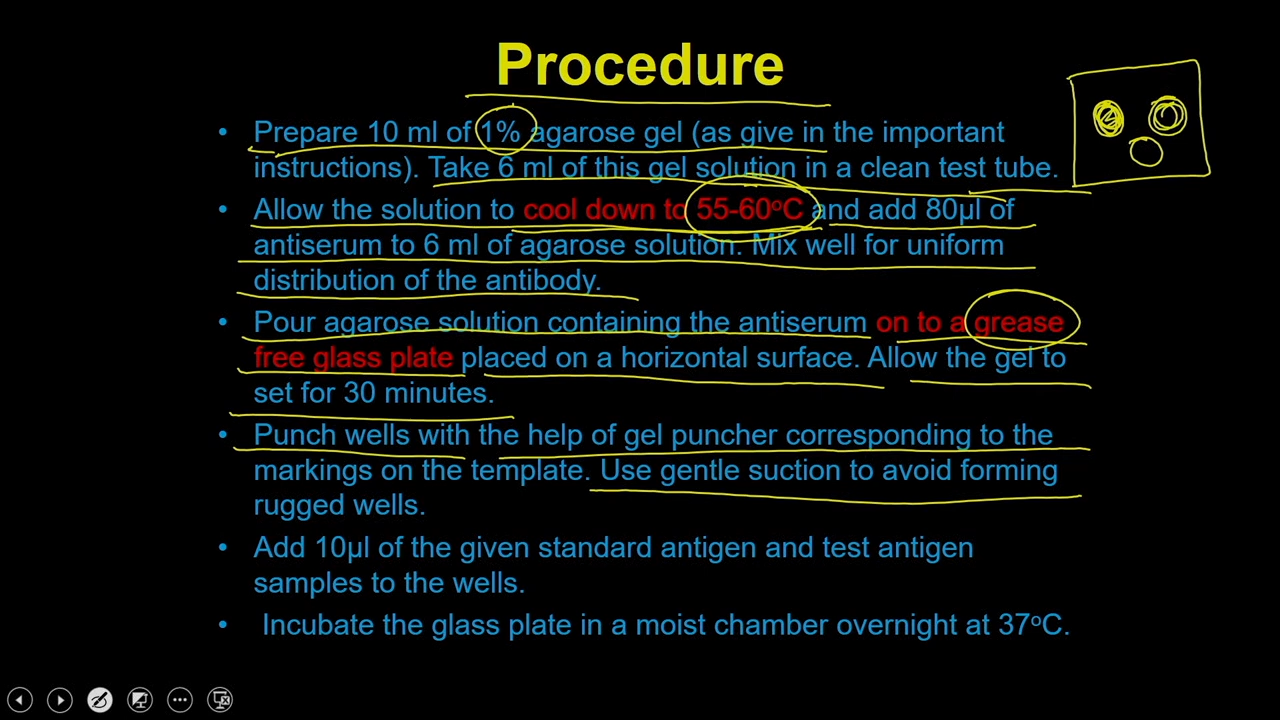 Procedure
• Prepare 10 ml of 1% agarose gel (as give in the important
instructions). Take 6 ml of this gel solution in a clean test tube.
• Allow the solution to cool down to 55-60°C and add 80µl of
antiserum to 6 ml of agarose solution. Mix well for uniform
distribution of the antibody.
• Pour agarose solution containing the antiserum on to a grease
free glass plate placed on a horizontal surface. Allow the gel to
set for 30 minutes.
• Punch wells with the help of gel puncher corresponding to the
markings on the template. Use gentle suction to avoid forming
rugged wells.
• Add 10µl of the given standard antigen and test antigen
samples to the wells.
• Incubate the glass plate in a moist chamber overnight at 37°C.